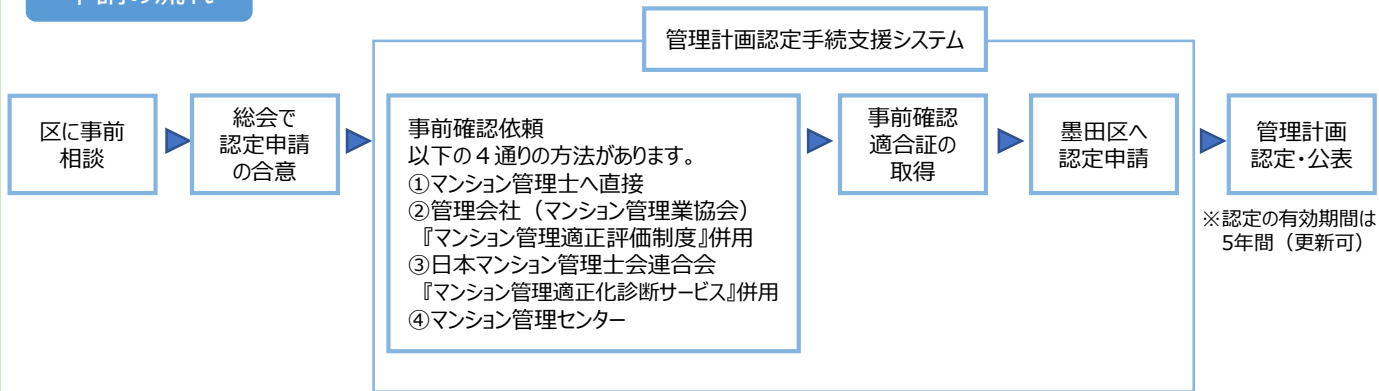 管理計画認定手続支援システム
区に事前
相談
総会で
認定申請
の合意
事前確認依頼
以下の４通りの方法があります。
①マンション管理士へ直接
②管理会社（マンション管理業協会）
『マンション管理適正評価制度』併用
③日本マンション管理士会連合会
『マンション管理適正化診断サービス』併用
④マンション管理センター
事前確認
適合証の
取得
墨田区へ
認定申請
管理計画
認定・公表
※認定の有効期間は
5年間（更新可）